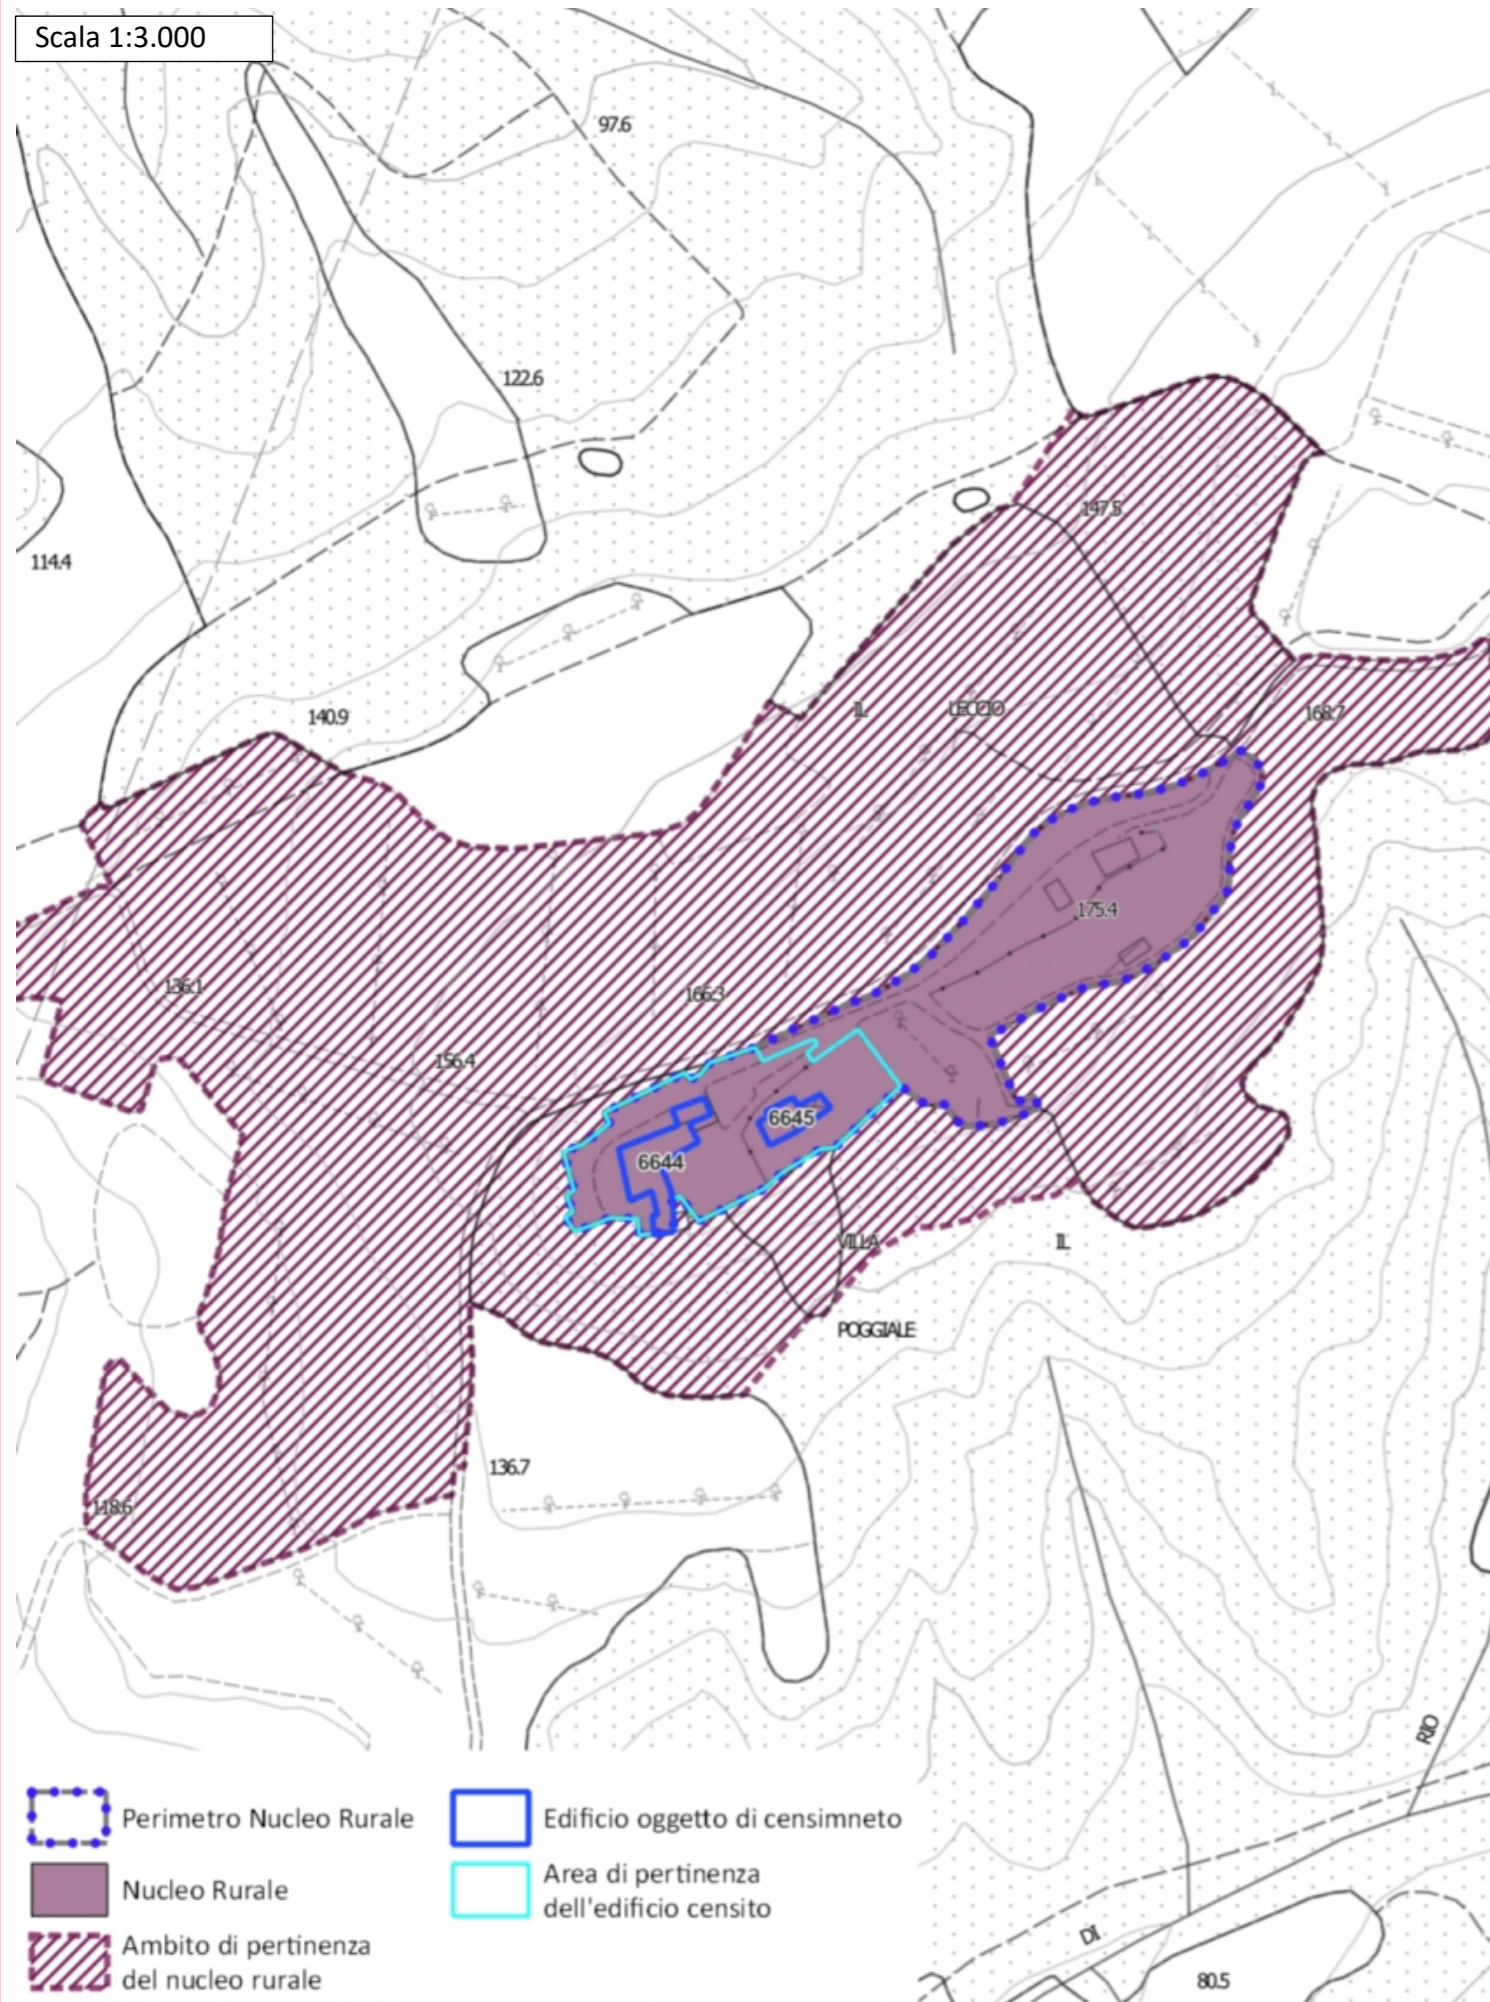 Scala 1:3.000
97.6
122.6
147.5
114.4
140.9
IL LECCIO
168.7
175.4
136.1
166.3
156.4
6645
6644
VILLA IL
POGGIALE
136.7
118.6
RIO
DI
80.5
Perimetro Nucleo Rurale
Nucleo Rurale
Ambito di pertinenza
del nucleo rurale
Edificio oggetto di censimneto
Area di pertinenza
dell'edificio censito